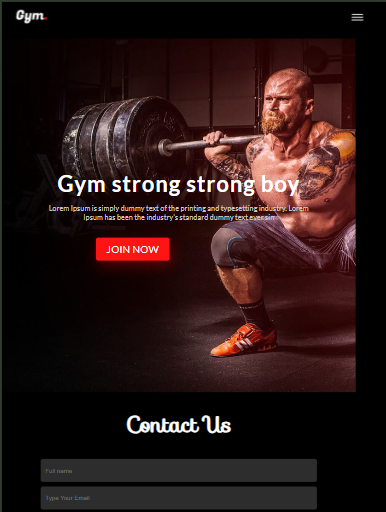 Gym.
Gym strong strong boy
Lorem Ipsum is simply dummy text of the printing and typesetting industry. Lorem
Ipsum has been the industry's standard dummy text ever sin
JOIN NOW
Contact Us
Full name
Type Your Email